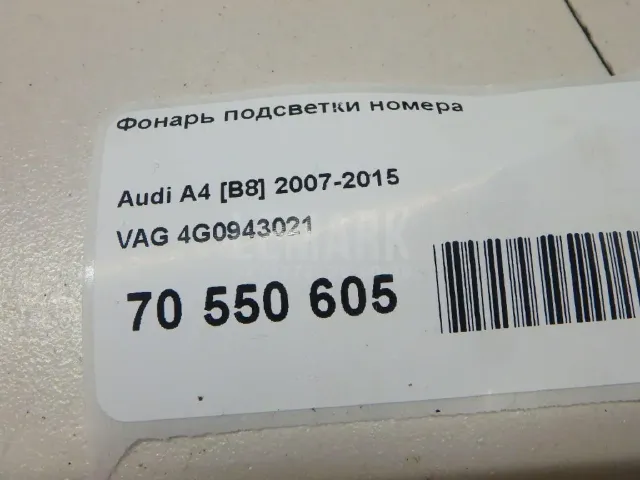 Фонарь подсветки номера
Audi A4 [B8] 2007-2015
VAG 4G0943021
70 550 605